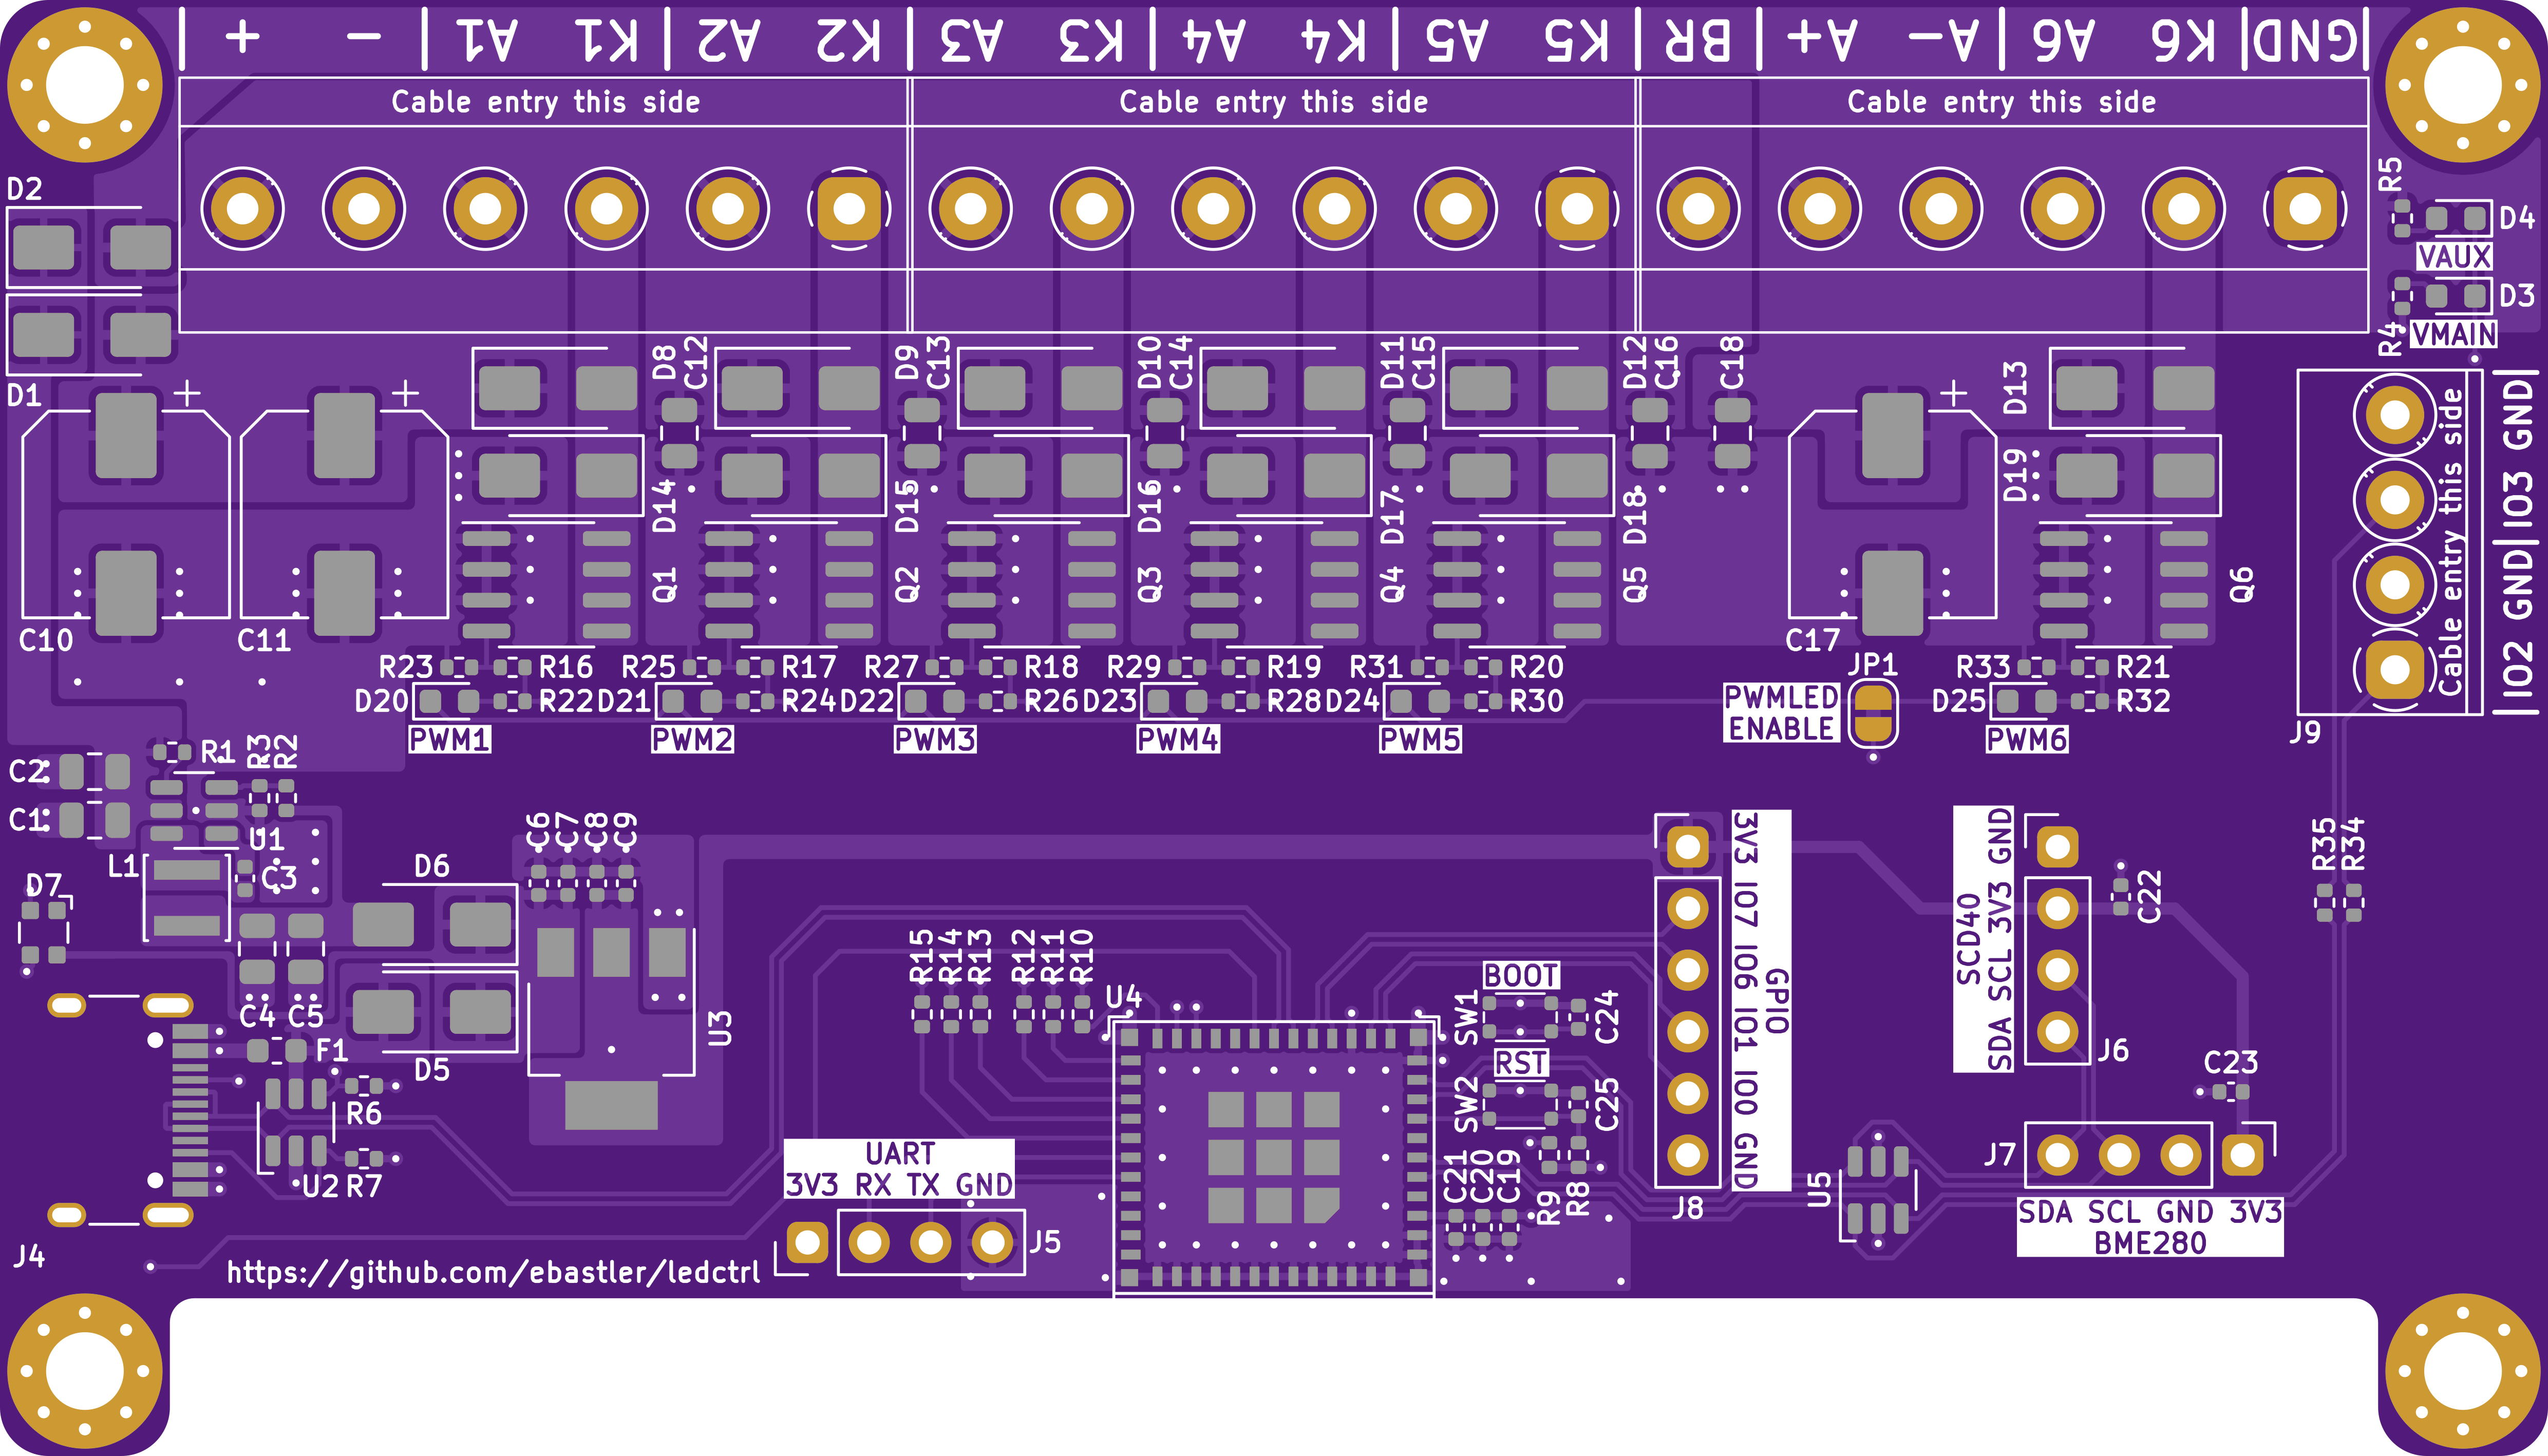 | + − | A1 K1 | A2 K2 | A3 K3 | A4 K4 | A5 K5 | BR | A+ A− | A6 K6 |GND|
Cable entry this side
Cable entry this side
Cable entry this side
D2
D1
R5
D4
VAUX
D3
VMAIN
R4
D8
C12
D9
C13
D10
C14
D11
C15
D12
C16
C18
D13
+
+
+
C10
C11
D14
D15
D16
D17
D18
C17
D19
Q1
Q2
Q3
Q4
Q5
Q6
Cable entry this side
|IO2 GND|IO3 GND|
J9
R23
R16
R25
R17
R27
R18
R29
R19
R31
R20
JP1
R33
R21
D20
R22
D21
R24
D22
R26
D23
R28
D24
R30
PWMLED
ENABLE
D25
R32
PWM1
PWM2
PWM3
PWM4
PWM5
PWM6
C2
C1
R1
R3
R2
U1
L1
C3
D7
D6
C4
C5
F1
D5
C6
C7
C8
C9
U3
R6
U2
R7
J4
https://github.com/ebastler/ledctrl
UART
3V3 RX TX GND
J5
R15
R14
R13
R12
R11
R10
U4
BOOT
SW1
C24
RST
SW2
C25
C21
C20
C19
R9
R8
3V3 IO7 IO6 IO1 IO0 GND
GPIO
J8
SCD40
SDA SCL 3V3 GND
J6
C22
C23
R35
R34
U5
J7
SDA SCL GND 3V3
BME280